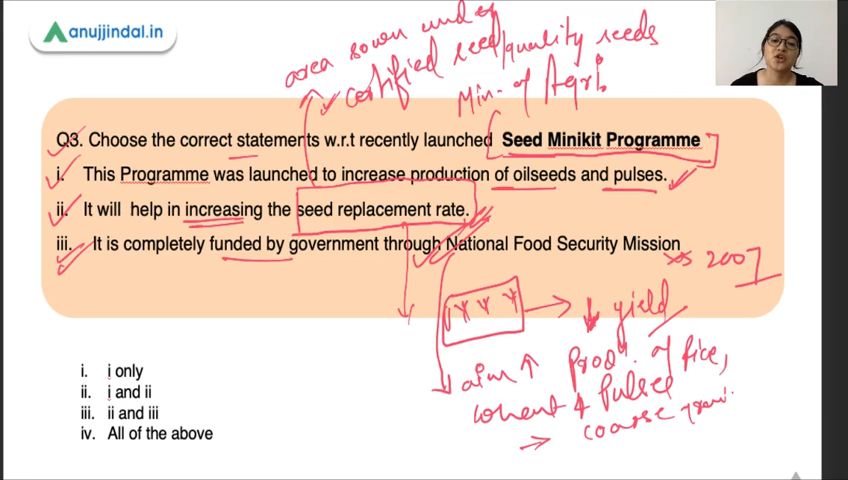 anujjindal.in
area sown under
certified seed/quality seeds
Min. of Agri
Q3. Choose the correct statements w.r.t recently launched Seed Minikit Programme
i. This Programme was launched to increase production of oilseeds and pulses.
ii. It will help in increasing the seed replacement rate.
iii. It is completely funded by government through National Food Security Mission
2007
yield
aim ↑ prodn. of rice,
wheat & pulses
coarse
i. i only
ii. i and ii
iii. ii and iii
iv. All of the above